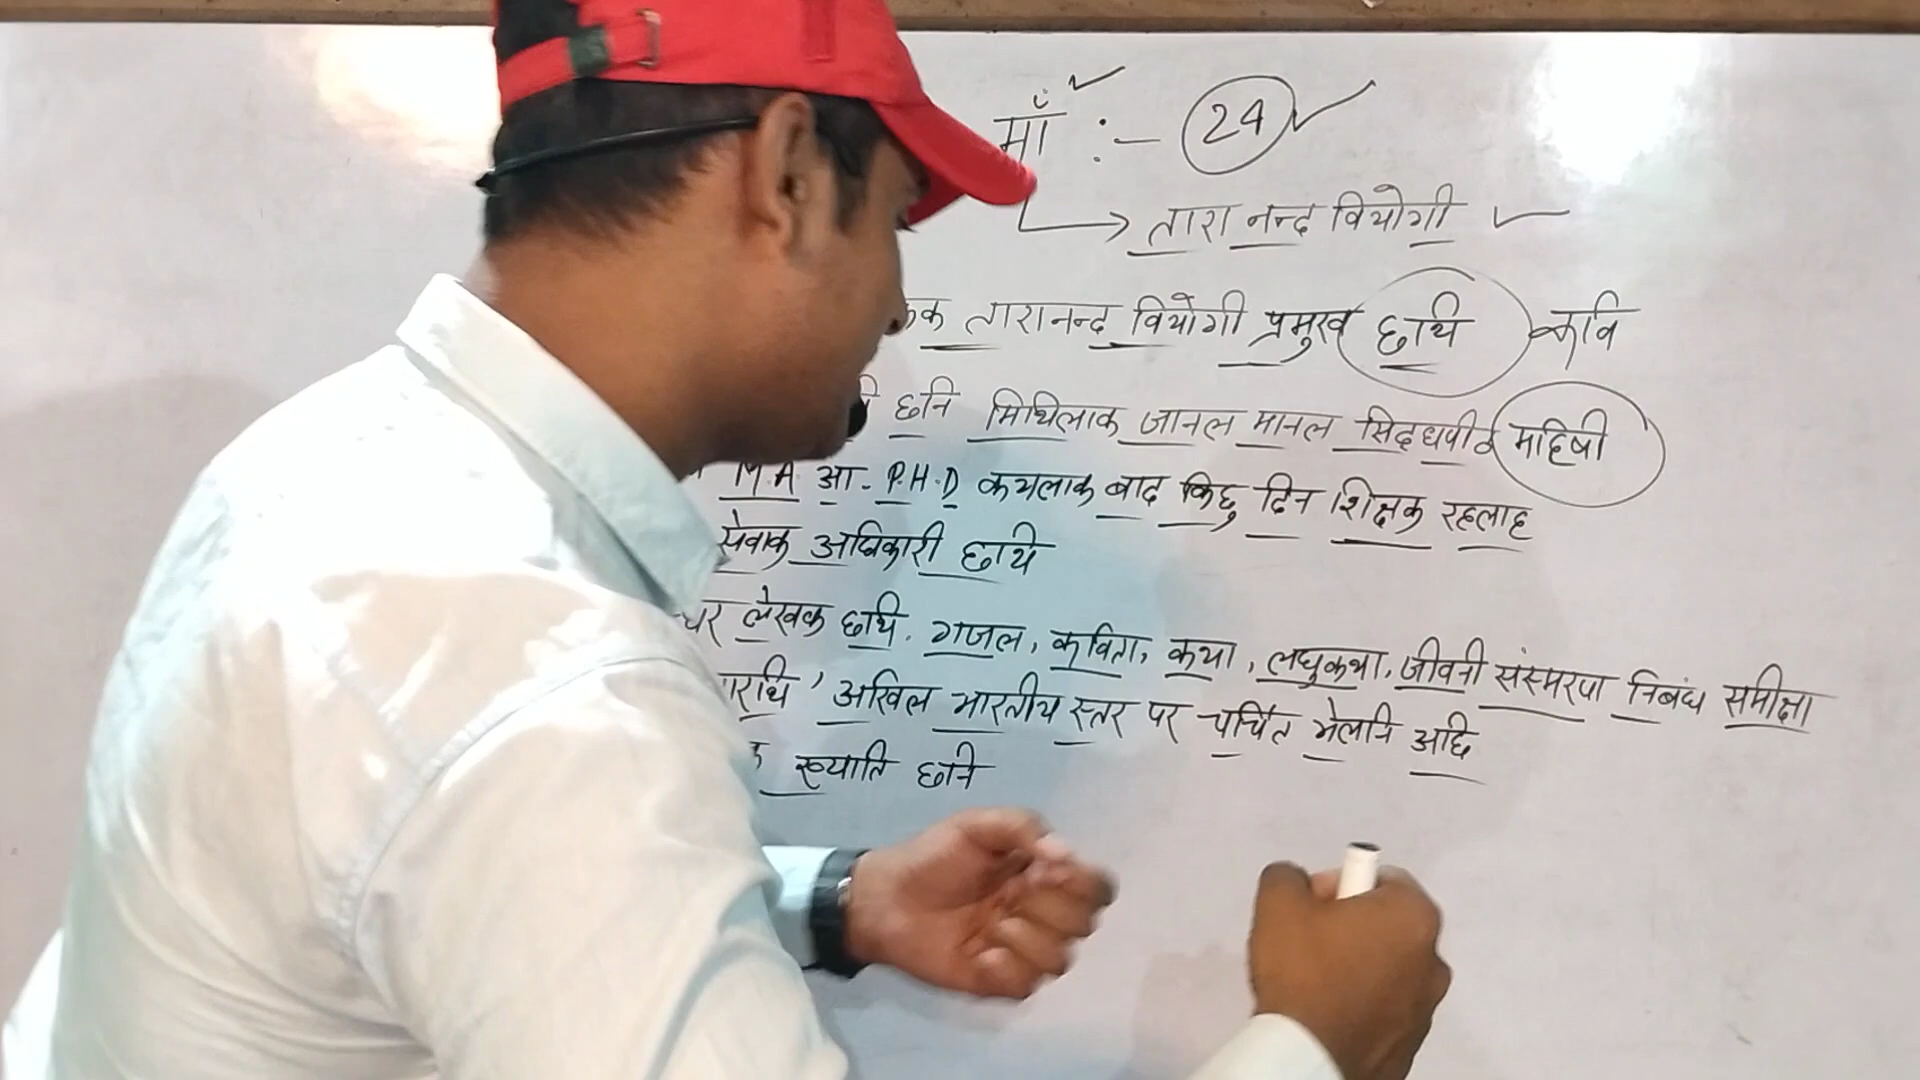 माँ :- 24
तारा नन्द वियोगी
तारानन्द वियोगी प्रमुख छथि कवि
छनि मिथिलाक जानल मानल सिद्धपीठ महिषी
M.A आ- P.H.D कयलाक बाद किछु दिन शिक्षक रहलाह
सेवाक अधिकारी छथि
लेखक छथि. गजल, कविता, कथा, लघुकथा, जीवनी संस्मरण निबंध समीक्षा
अखिल भारतीय स्तर पर चर्चित भेलनि अछि
ख्याति छनि